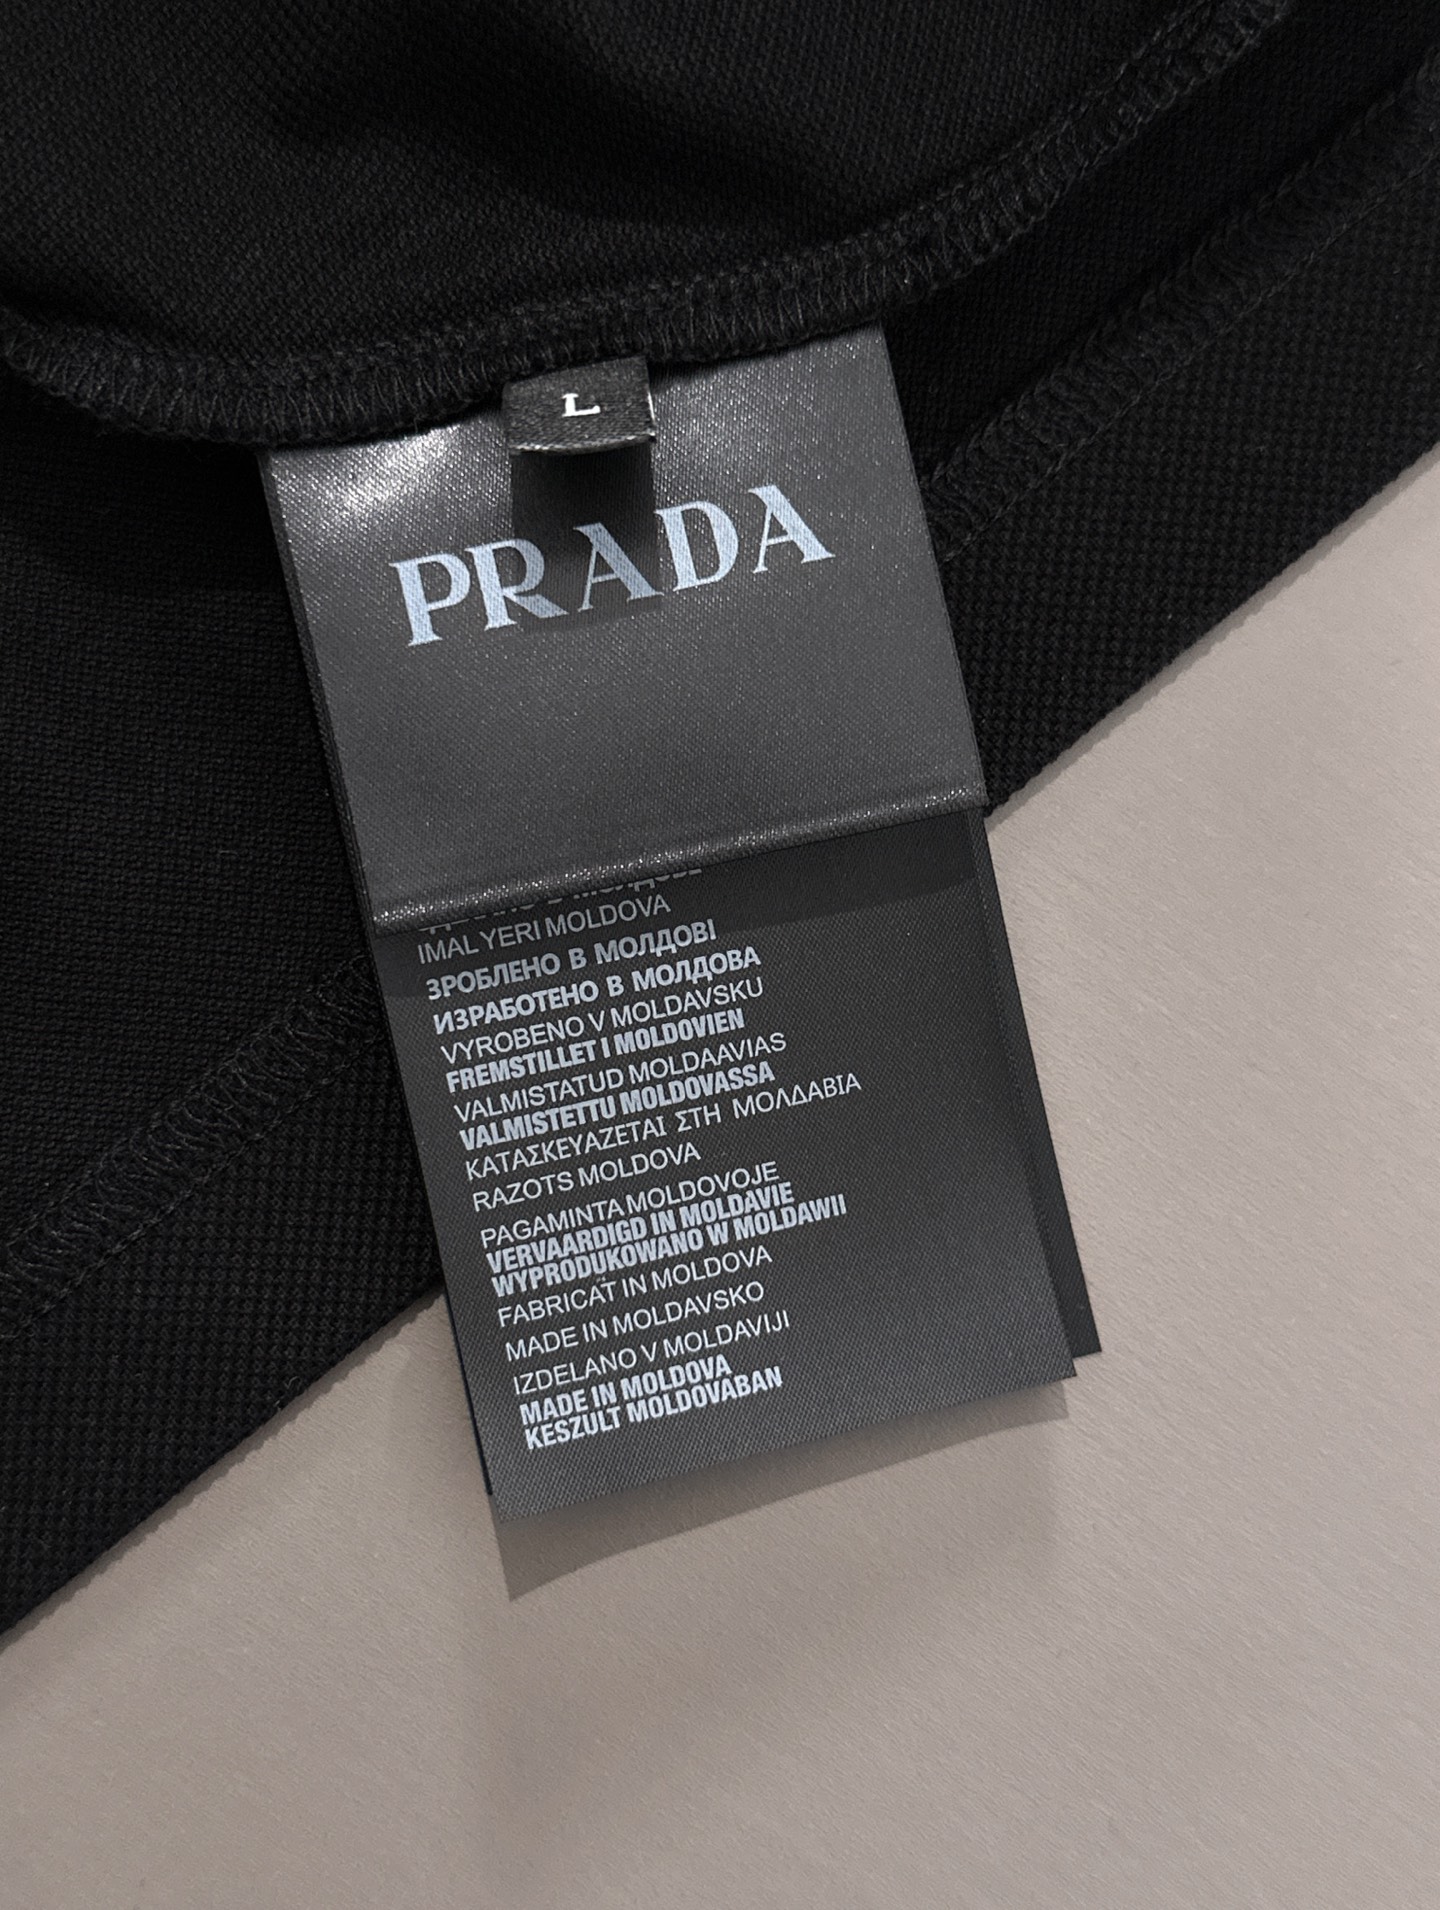 L
PRADA
IMAL YERI MOLDOVA
ЗРОБЛЕНО В МОЛДОВІ
ИЗРАБОТЕНО В МОЛДОВА
VYROBENO V MOLDAVSKU
FREMSTILLET I MOLDOVIEN
VALMISTATUD MOLDAAVIAS
VALMISTETTU MOLDOVASSA
ΚΑΤΑΣΚΕΥΑΖΕΤΑΙ ΣΤΗ ΜΟΛΔΑΒΙΑ
RAZOTS MOLDOVA
PAGAMINTA MOLDOVOJE
VERVAARDIGD IN MOLDAVIE
WYPRODUKOWANO W MOLDAWII
FABRICAT IN MOLDOVA
MADE IN MOLDAVSKO
IZDELANO V MOLDAVIJI
MADE IN MOLDOVA
KESZULT MOLDOVABAN